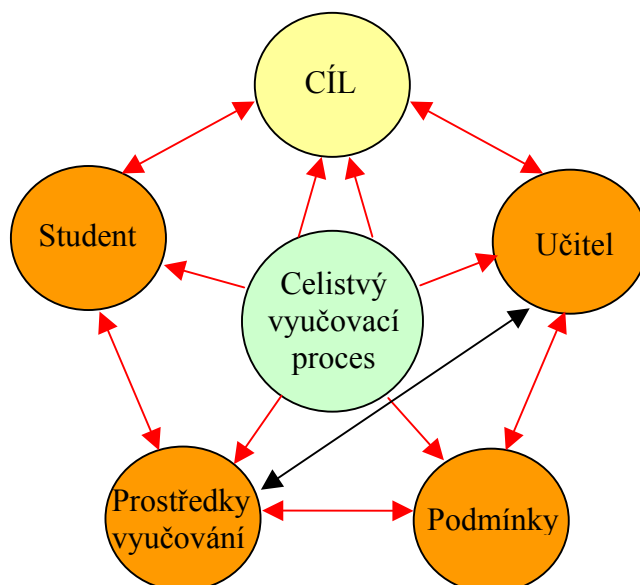 CÍL
Student
Učitel
Celistvý
vyučovací
proces
Prostředky
vyučování
Podmínky